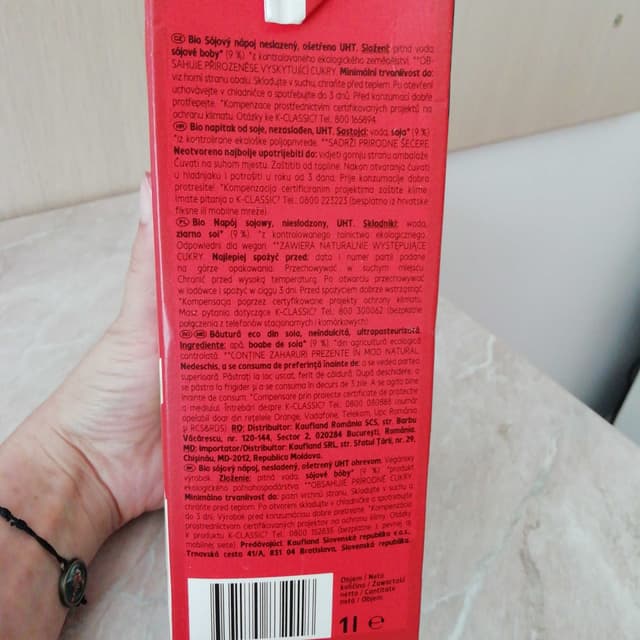 CZ Bio Sójový nápoj neslazený, ošetřeno UHT. Složení: pitná voda,
sójové boby* (9 %) *z kontrolovaného ekologického zemědělství. **OB-
SAHUJE PŘIROZENĚ SE VYSKYTUJÍCÍ CUKRY. Minimální trvanlivost do:
viz horní stranu obalu. Skladujte v suchu, chraňte před teplem. Po otevření
uchovávejte v chladničce a spotřebujte do 3 dnů. Před konzumací dobře
protřepejte. *Kompenzace prostřednictvím certifikovaných projektů na
ochranu klimatu. Otázky ke K-CLASSIC? Tel. 800 165894.
HR Bio napitak od soje, nezaslađen, UHT. Sastojci: voda, soja* (9 %)
*iz kontrolirane ekološke poljoprivrede. **SADRŽI PRIRODNE ŠEĆERE.
Neotvoreno najbolje upotrijebiti do: vidjeti gornju stranu ambalaže.
Čuvati na suhom mjestu. Zaštititi od topline. Nakon otvaranja čuvati
u hladnjaku i potrošiti u roku od 3 dana. Prije konzumacije dobro
protresite! *Kompenzacija certificiranim projektima zaštite klime.
Imate pitanja o K-CLASSIC? Tel. 0800 223223 (besplatno iz hrvatske
fiksne ili mobilne mreže).
PL Bio Napój sojowy, niesłodzony, UHT. Składniki: woda,
ziarno soi* (9 %) *z kontrolowanego rolnictwa ekologicznego.
Odpowiedni dla wegan. **ZAWIERA NATURALNIE WYSTĘPUJĄCE
CUKRY. Najlepiej spożyć przed: data i numer partii podane
na górze opakowania. Przechowywać w suchym miejscu.
Chronić przed wysoką temperaturą. Po otwarciu przechowywać
w lodówce i spożyć w ciągu 3 dni. Przed spożyciem dobrze wstrząsnąć.
*Kompensacja poprzez certyfikowane projekty ochrony klimatu.
Masz pytania dotyczące K-CLASSIC? Tel. 800 300062 (bezpłatne
połączenia z telefonów stacjonarnych i komórkowych).
RO MD Băutură eco din soia, neîndulcită, ultrapasteurizată.
Ingrediente: apă, boabe de soia* (9 %) *din agricultură ecologică
controlată. **CONȚINE ZAHARURI PREZENTE ÎN MOD NATURAL.
Nedeschis, a se consuma de preferință înainte de: a se vedea partea
superioară. Păstrați la loc uscat, ferit de căldură. După deschidere, a
se păstra la frigider și a se consuma în decurs de 3 zile. A se agita bine
înainte de consum. *Compensare prin proiecte certificate de protecție
a mediului. Întrebări despre K-CLASSIC? Tel. 0800 080888 (număr
apelabil doar din rețelele Orange, Vodafone, Telekom, Upc România
și RCS&RDS) RO: Distribuitor: Kaufland România SCS, str. Barbu
Văcărescu, nr. 120-144, Sector 2, 020284 București, România.
MD: Importator/Distribuitor: Kaufland SRL, str. Sfatul Țării, nr. 29,
Chișinău, MD-2012, Republica Moldova.
SK Bio sójový nápoj, nesladený, ošetrený UHT ohrevom. Vegánsky
výrobok. Zloženie: pitná voda, sójové boby* (9 %) *produkt
ekologického poľnohospodárstva. **OBSAHUJE PRÍRODNÉ CUKRY.
Minimálna trvanlivosť do: pozri vrchnú stranu. Skladujte v suchu a
chráňte pred teplom. Po otvorení skladujte v chladničke a spotrebujte
do 3 dní. Výrobok pred konzumáciou dobre pretrepte. *Kompenzácia
prostredníctvom certifikovaných projektov na ochranu klímy. Otázky
k produktu K-CLASSIC? Tel. 0800 152835 (bezplatne z pevnej aj
mobilnej siete). Predávajúci: Kaufland Slovenská republika v.o.s.,
Trnavská cesta 41/A, 831 04 Bratislava, Slovenská republika.
Objem / Neto
količina / Zawartość
netto / Cantitate
netă / Objem:
1l e